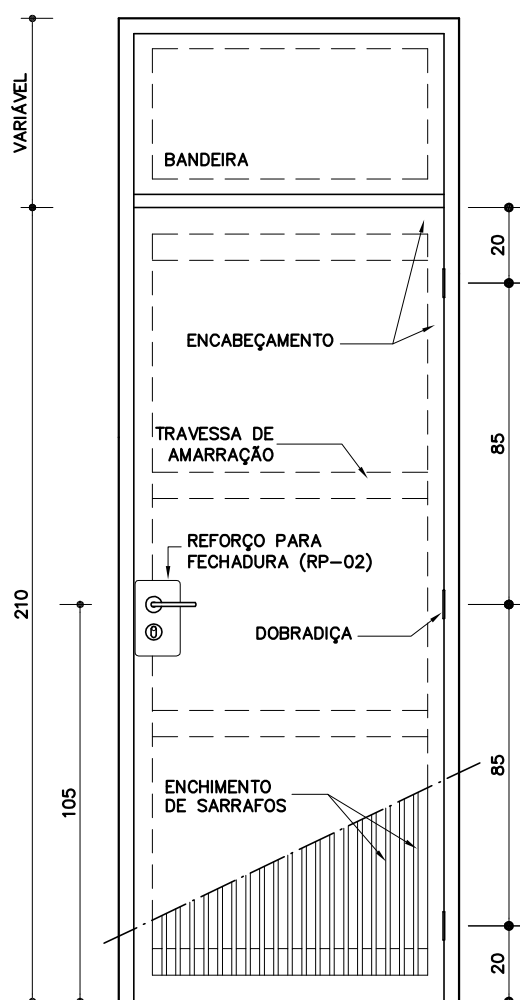 VARIÁVEL
BANDEIRA
20
ENCABEÇAMENTO
85
TRAVESSA DE
AMARRAÇÃO
REFORÇO PARA
FECHADURA (RP-02)
210
DOBRADIÇA
85
ENCHIMENTO
DE SARRAFOS
105
20